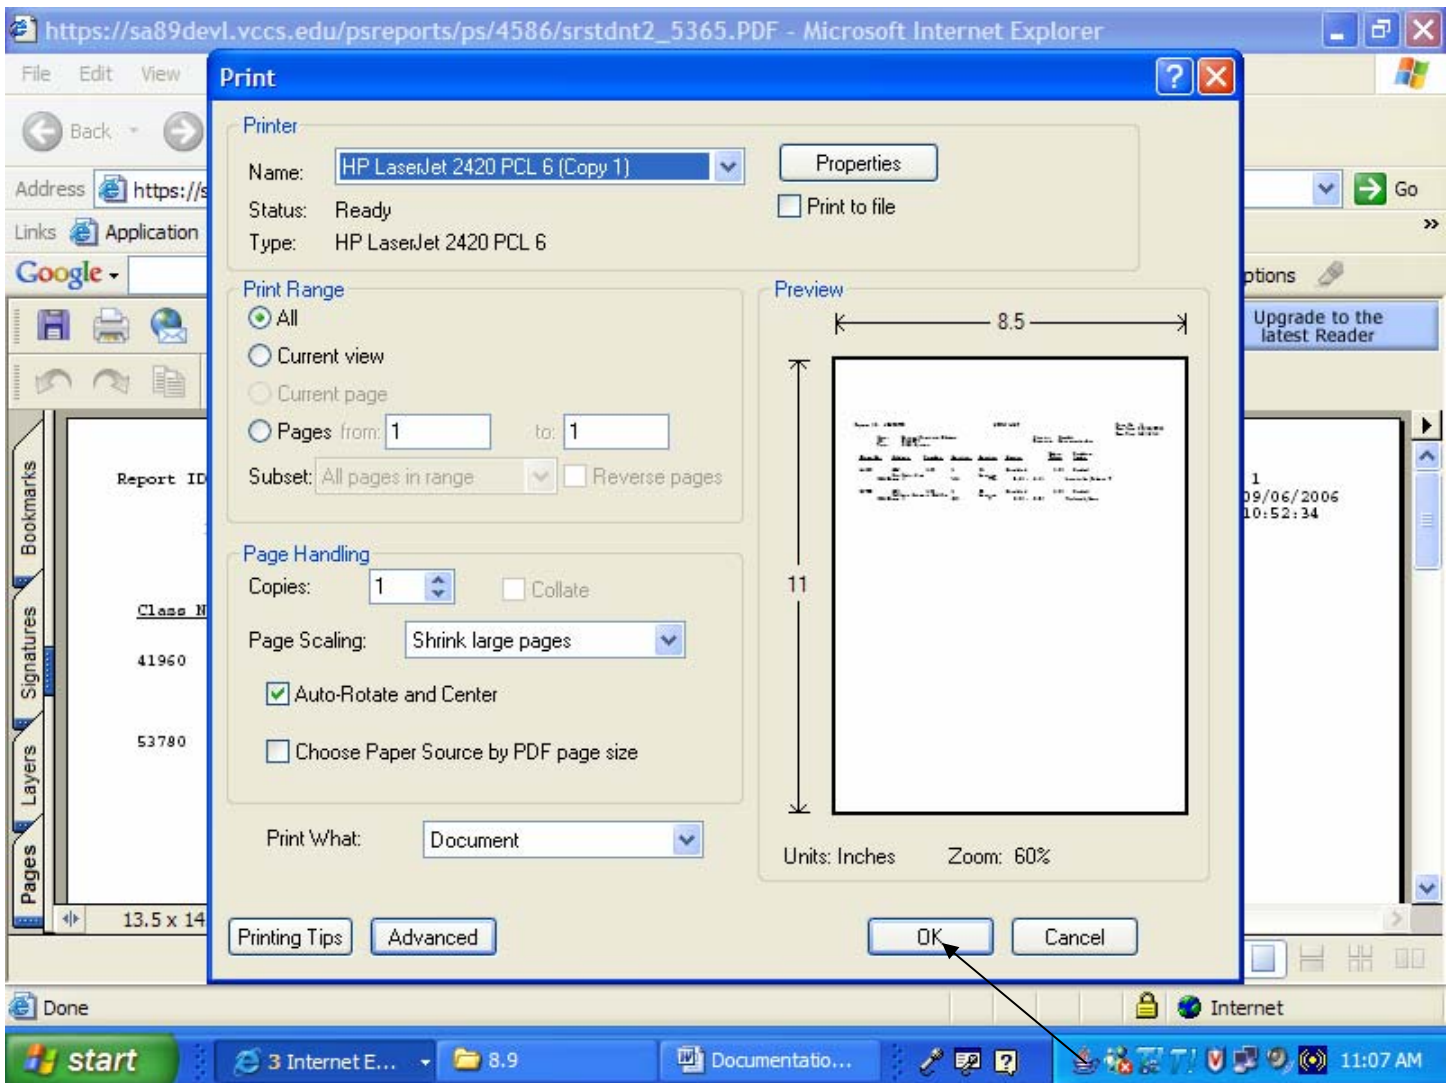 https://sa89devl.vccs.edu/psreports/ps/4586/srstdnt2_5365.PDF - Microsoft Internet Explorer
File Edit View
Print
Back
Printer
Name: HP LaserJet 2420 PCL 6 (Copy 1)
Properties
Address https://s
Go
Status: Ready
Print to file
Links Application
Type: HP LaserJet 2420 PCL 6
Google
ptions
Print Range
Preview
All
8.5
Upgrade to the
latest Reader
Current view
Current page
Pages from: 1 to: 1
Subset: All pages in range
Reverse pages
Bookmarks
Report ID
1
09/06/2006
10:52:34
Page Handling
Copies: 1
Collate
11
Signatures
Class N
Page Scaling: Shrink large pages
41960
Auto-Rotate and Center
Layers
53780
Choose Paper Source by PDF page size
Print What: Document
Units: Inches Zoom: 60%
Pages
13.5 x 14
Printing Tips
Advanced
OK
Cancel
Done
Internet
start
3 Internet E...
8.9
Documentatio...
11:07 AM